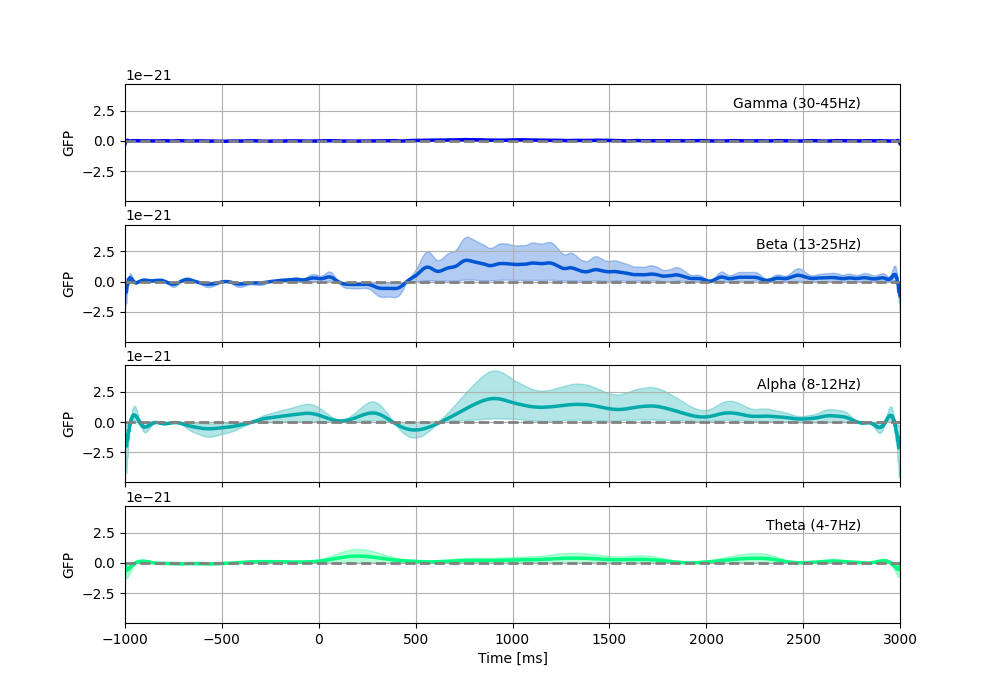 1e−21
Gamma (30-45Hz)
2.5
0.0
−2.5
GFP
1e−21
Beta (13-25Hz)
2.5
0.0
−2.5
GFP
1e−21
Alpha (8-12Hz)
2.5
0.0
−2.5
GFP
1e−21
Theta (4-7Hz)
2.5
0.0
−2.5
GFP
−1000 −500 0 500 1000 1500 2000 2500 3000
Time [ms]